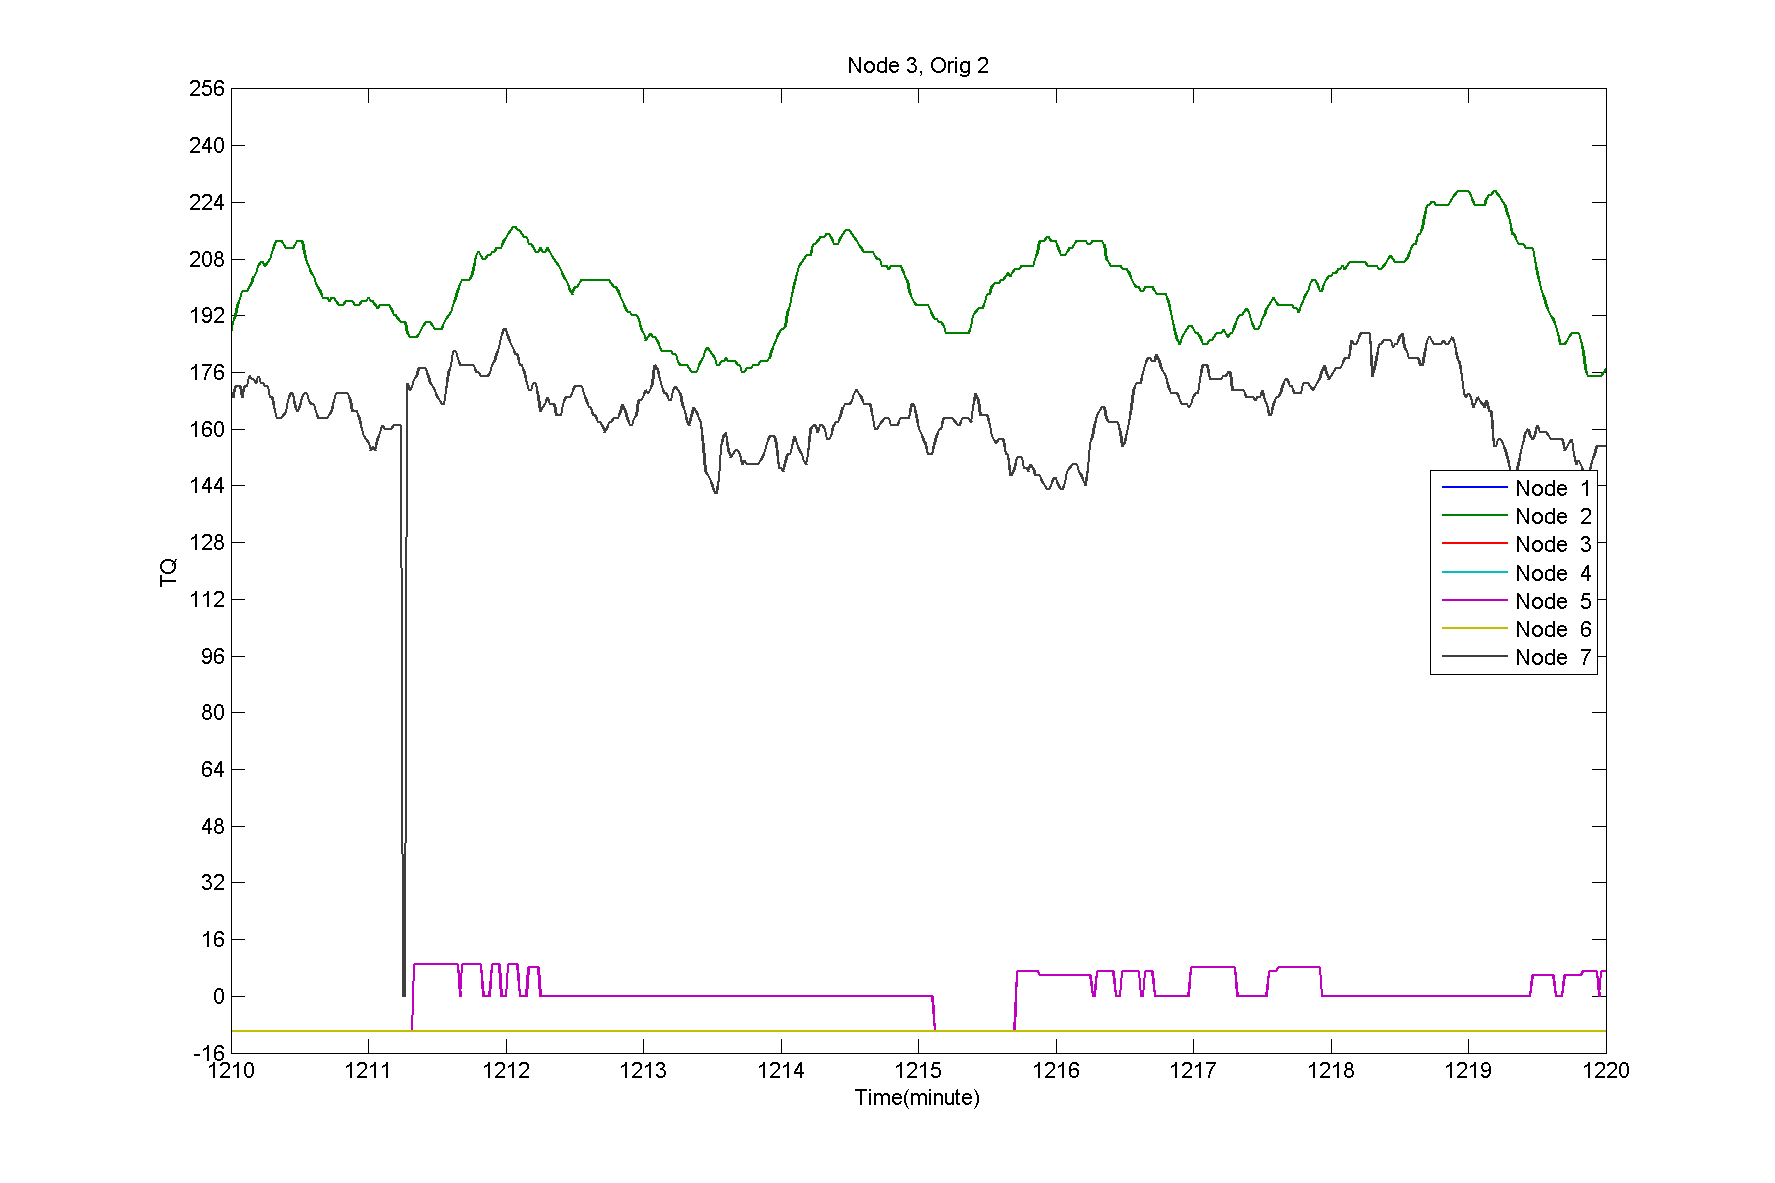 Node 3, Orig 2
256
240
224
208
192
176
160
144
128
112
96
80
64
48
32
16
0
-16
TQ
Node 1
Node 2
Node 3
Node 4
Node 5
Node 6
Node 7
1210 1211 1212 1213 1214 1215 1216 1217 1218 1219 1220
Time(minute)